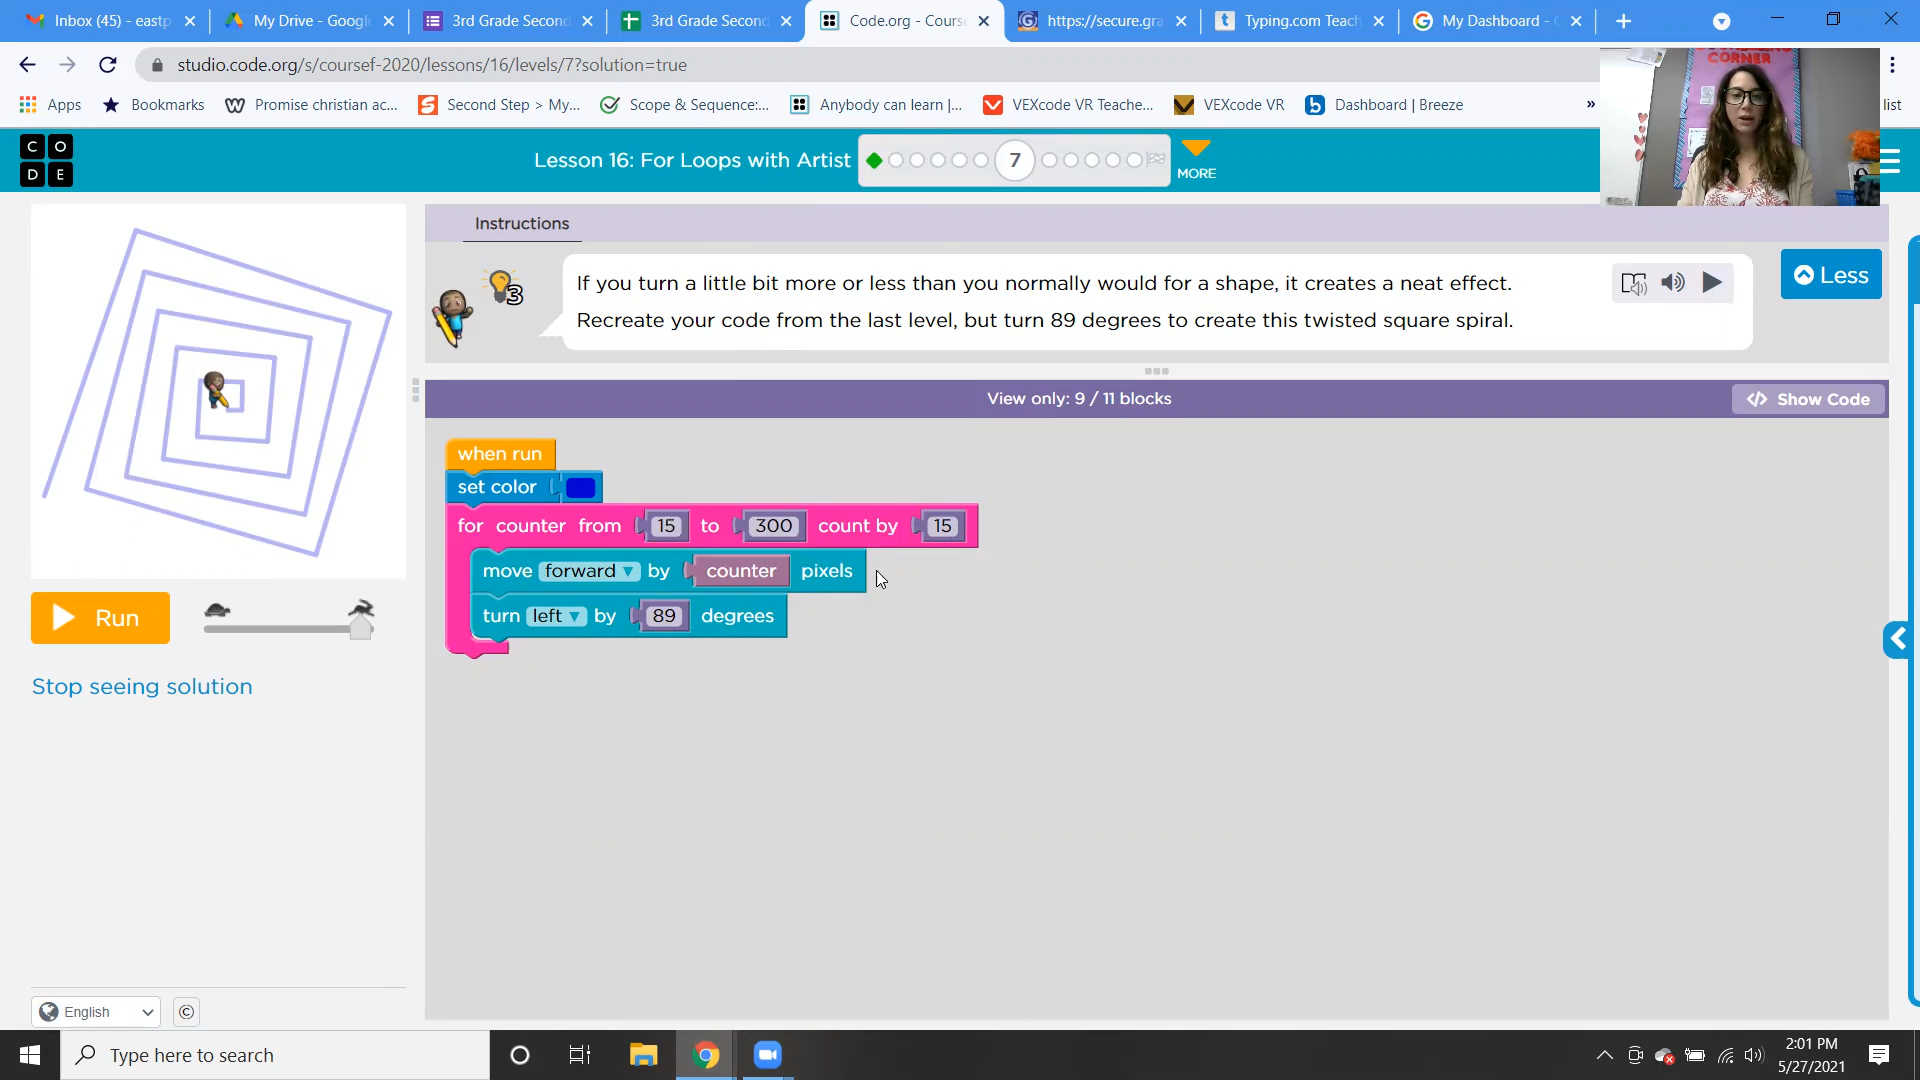 Inbox (45) - eastp
My Drive - Google
3rd Grade Second
3rd Grade Second
Code.org - Cours
https://secure.gra
Typing.com Teach
My Dashboard -
studio.code.org/s/coursef-2020/lessons/16/levels/7?solution=true
CORNER
Apps
Bookmarks
Promise christian ac...
Second Step > My...
Scope & Sequence:...
Anybody can learn |...
VEXcode VR Teache...
VEXcode VR
Dashboard | Breeze
»
list
C O
D E
Lesson 16: For Loops with Artist
7
MORE
Instructions
3
If you turn a little bit more or less than you normally would for a shape, it creates a neat effect.
Recreate your code from the last level, but turn 89 degrees to create this twisted square spiral.
Less
View only: 9 / 11 blocks
</> Show Code
when run
set color
for counter from 15 to 300 count by 15
move forward by counter pixels
turn left by 89 degrees
Run
Stop seeing solution
English
©
Type here to search
2:01 PM
5/27/2021